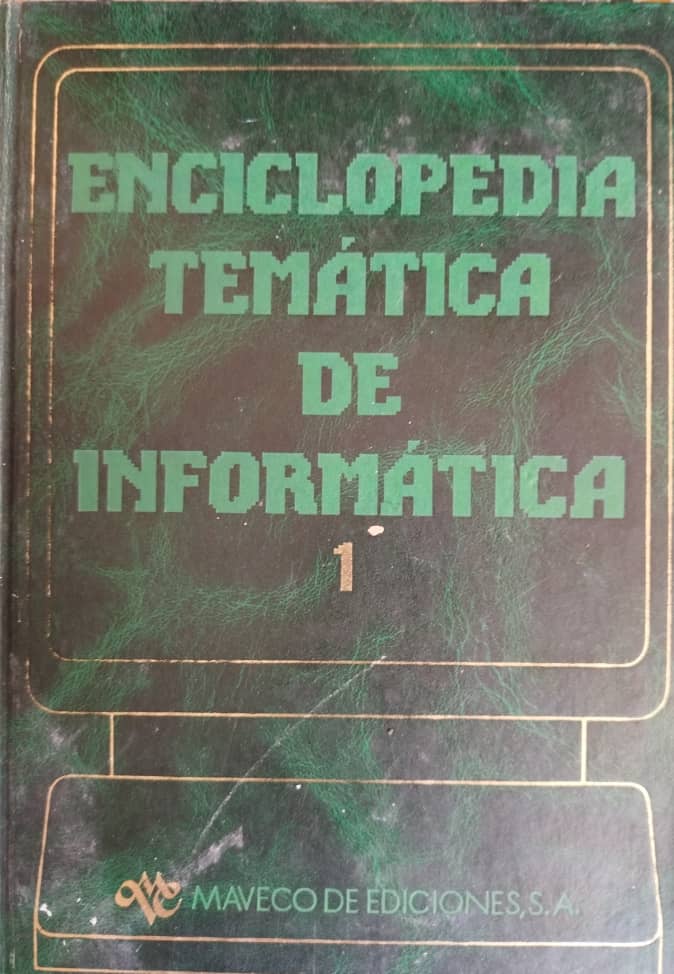 ENCICLOPEDIA
TEMÁTICA
DE
INFORMÁTICA
1
MAVECO DE EDICIONES, S.A.